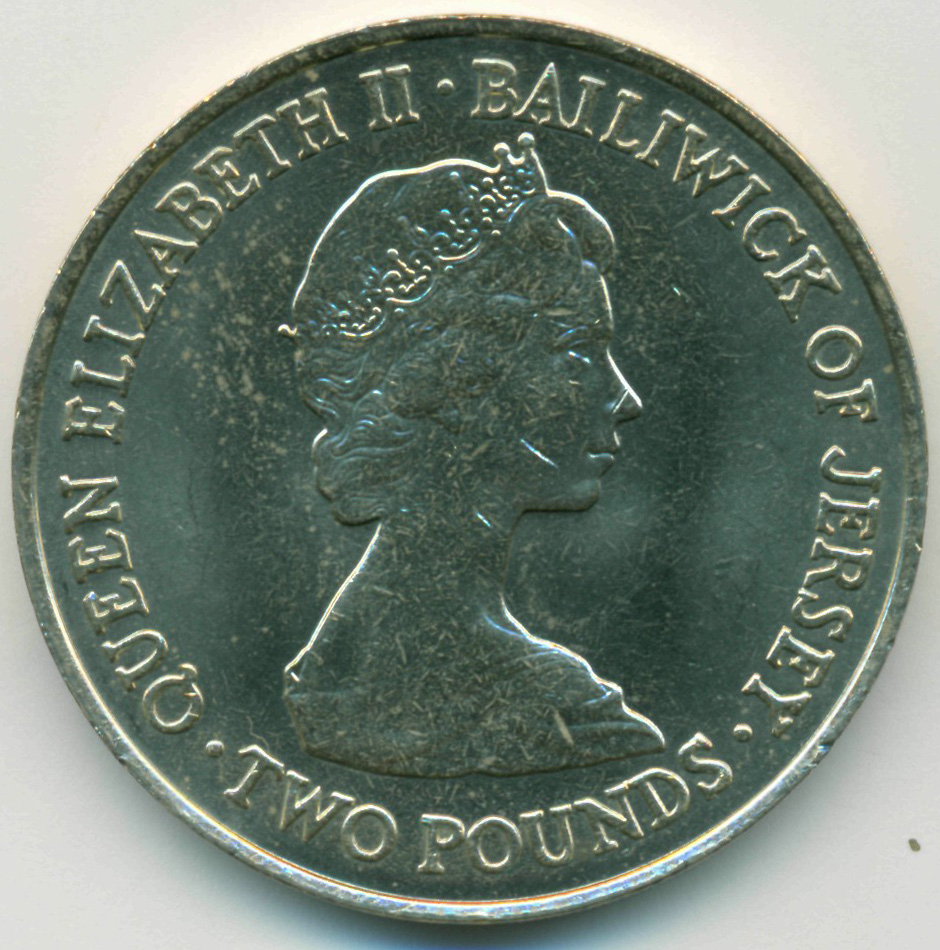 QUEEN ELIZABETH II · BAILIWICK OF JERSEY ·
TWO POUNDS ·